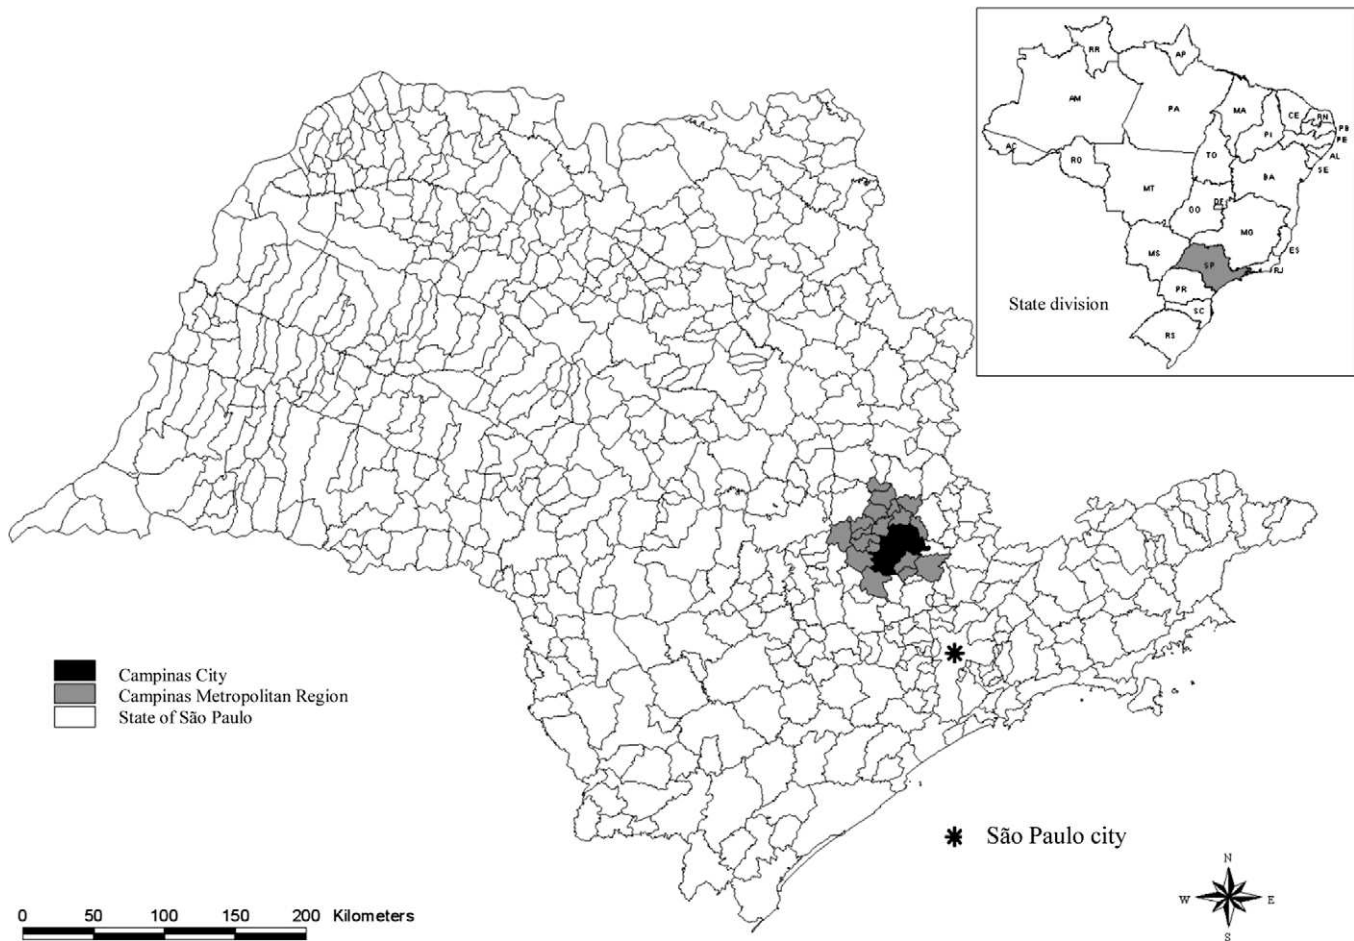 RR
AP
AM
PA
MA
CE
RN
PB
PI
PE
AC
AL
RO
TO
SE
BA
MT
DF
GO
MG
MS
ES
SP
RJ
PR
State division
SC
RS
Campinas City
Campinas Metropolitan Region
State of São Paulo
São Paulo city
N
W E
S
0 50 100 150 200 Kilometers